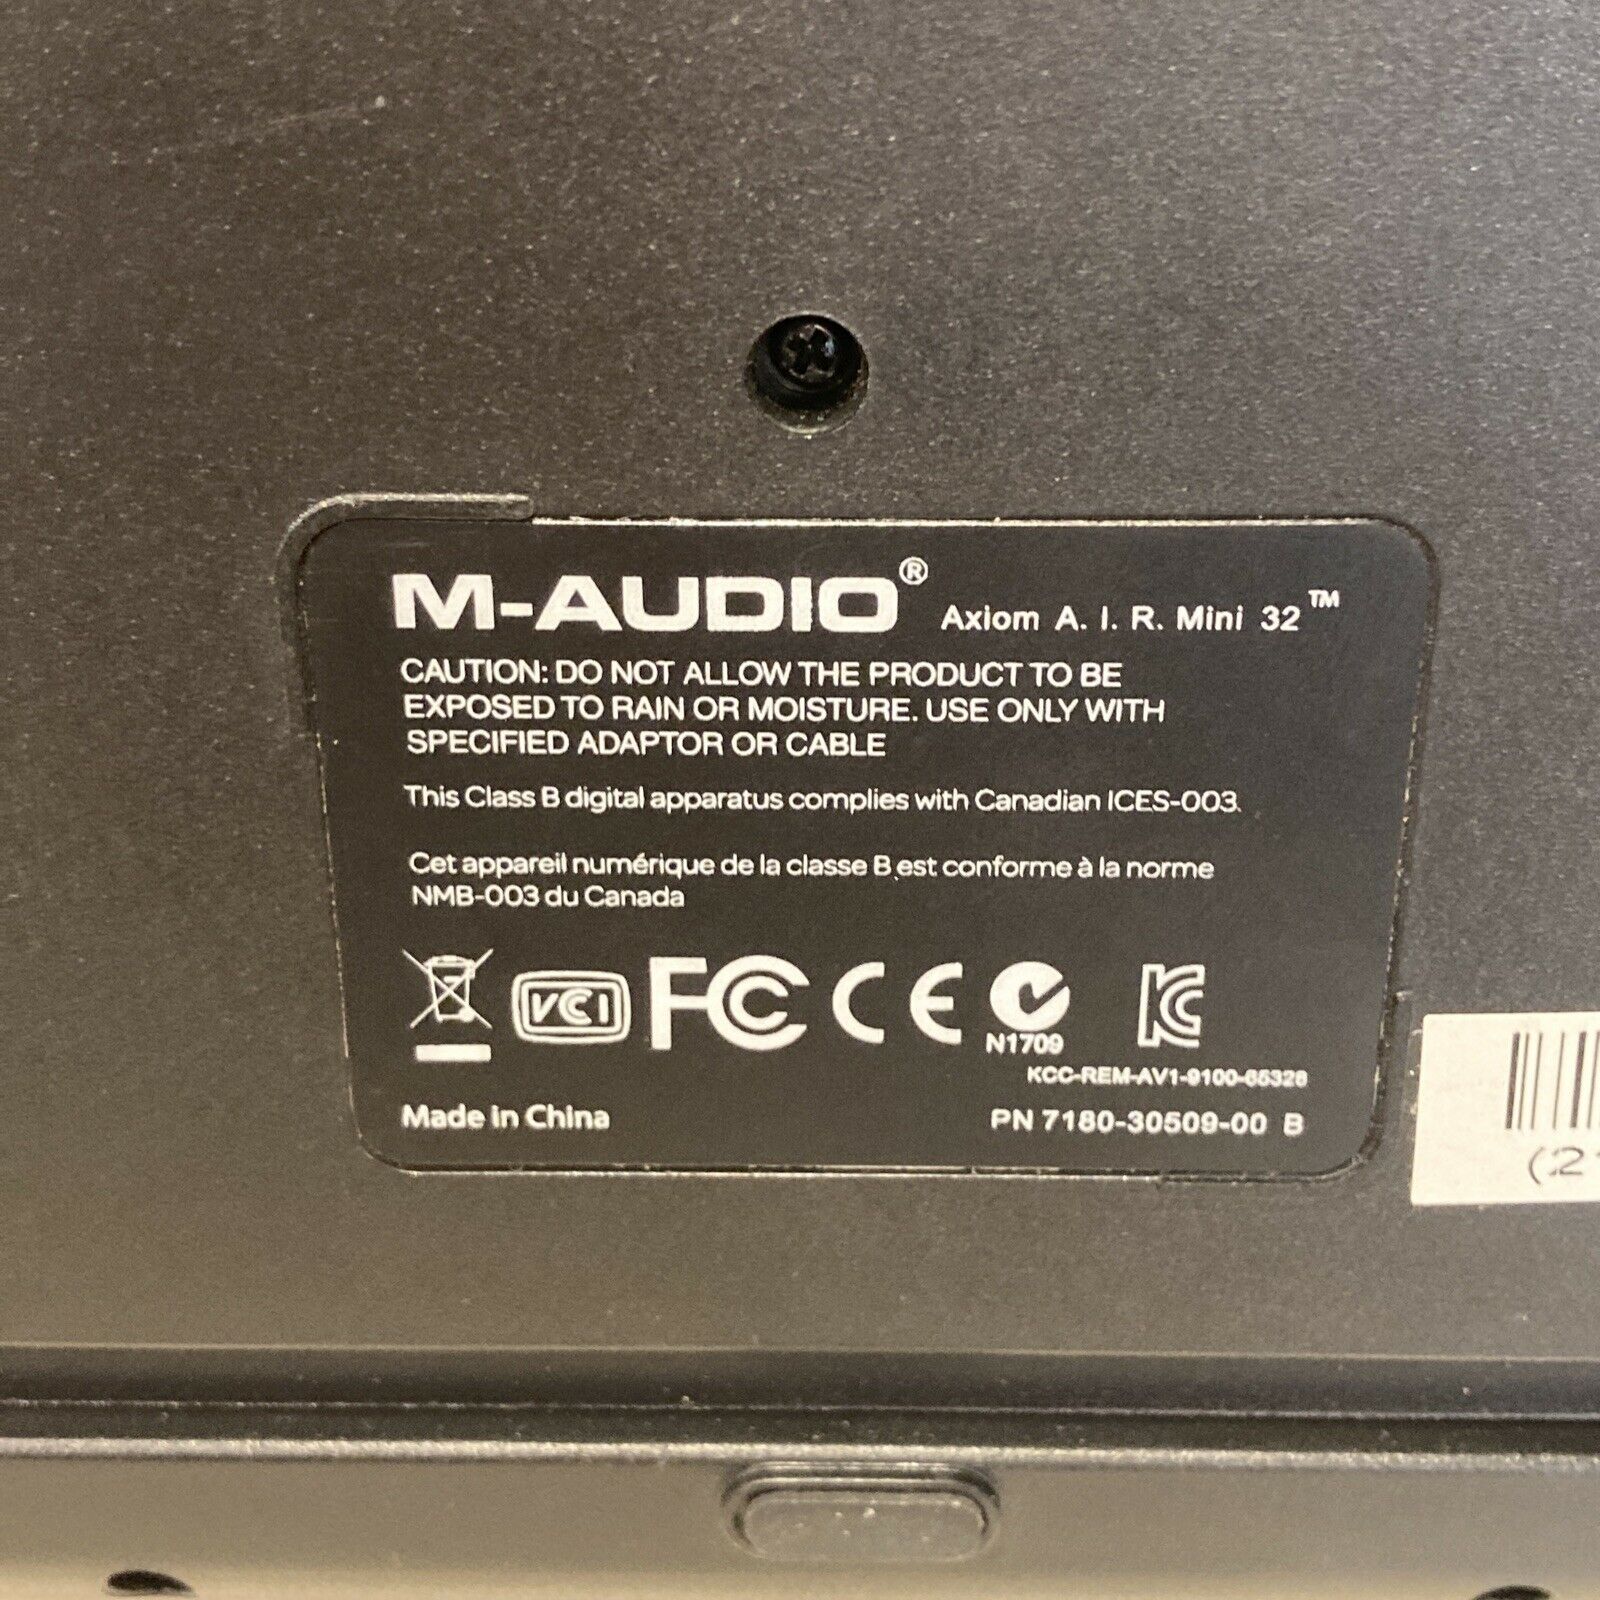 M-AUDIO® Axiom A. I. R. Mini 32™
CAUTION: DO NOT ALLOW THE PRODUCT TO BE
EXPOSED TO RAIN OR MOISTURE. USE ONLY WITH
SPECIFIED ADAPTOR OR CABLE
This Class B digital apparatus complies with Canadian ICES-003.
Cet appareil numérique de la classe B est conforme à la norme
NMB-003 du Canada
VCI FC CE KC
N1709
KCC-REM-AV1-9100-65328
Made in China PN 7180-30509-00 B